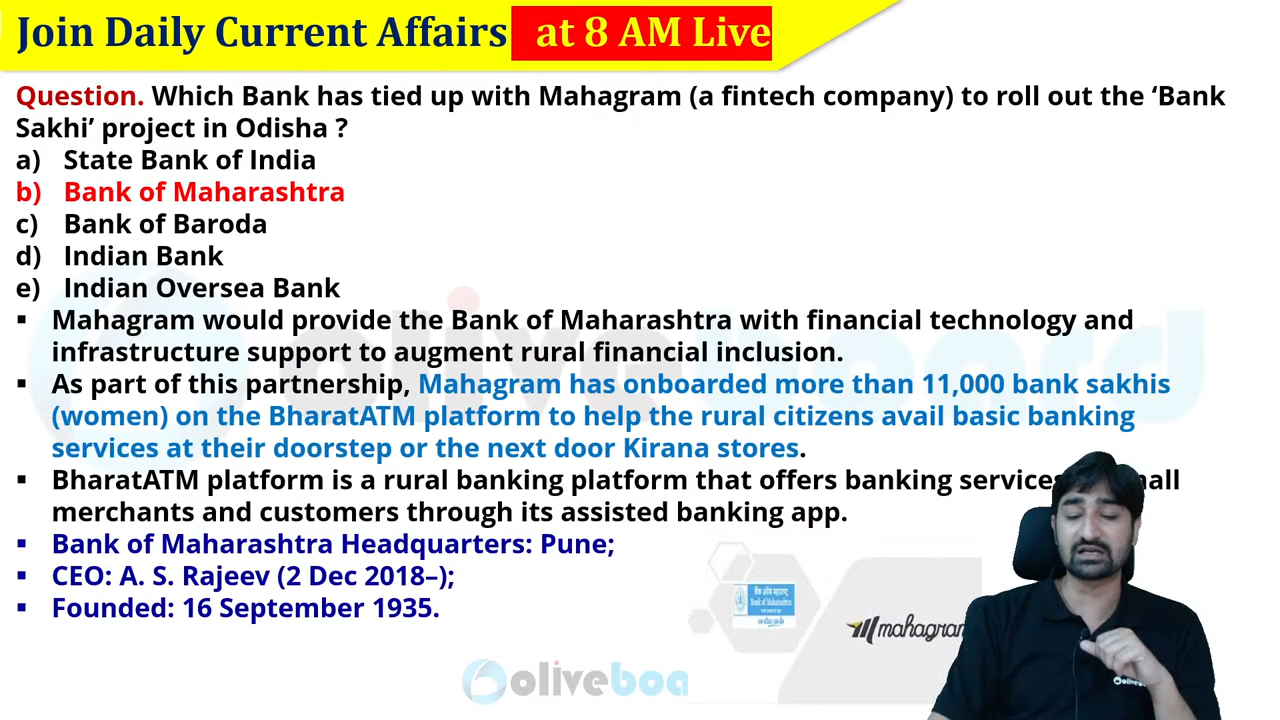 Join Daily Current Affairs at 8 AM Live
Question. Which Bank has tied up with Mahagram (a fintech company) to roll out the ‘Bank
Sakhi’ project in Odisha ?
a) State Bank of India
b) Bank of Maharashtra
c) Bank of Baroda
d) Indian Bank
e) Indian Oversea Bank
▪ Mahagram would provide the Bank of Maharashtra with financial technology and
infrastructure support to augment rural financial inclusion.
▪ As part of this partnership, Mahagram has onboarded more than 11,000 bank sakhis
(women) on the BharatATM platform to help the rural citizens avail basic banking
services at their doorstep or the next door Kirana stores.
▪ BharatATM platform is a rural banking platform that offers banking services
merchants and customers through its assisted banking app.
▪ Bank of Maharashtra Headquarters: Pune;
▪ CEO: A. S. Rajeev (2 Dec 2018–);
▪ Founded: 16 September 1935.
बैंक ऑफ महाराष्ट्र
Bank of Maharashtra
mahagram
oliveboa